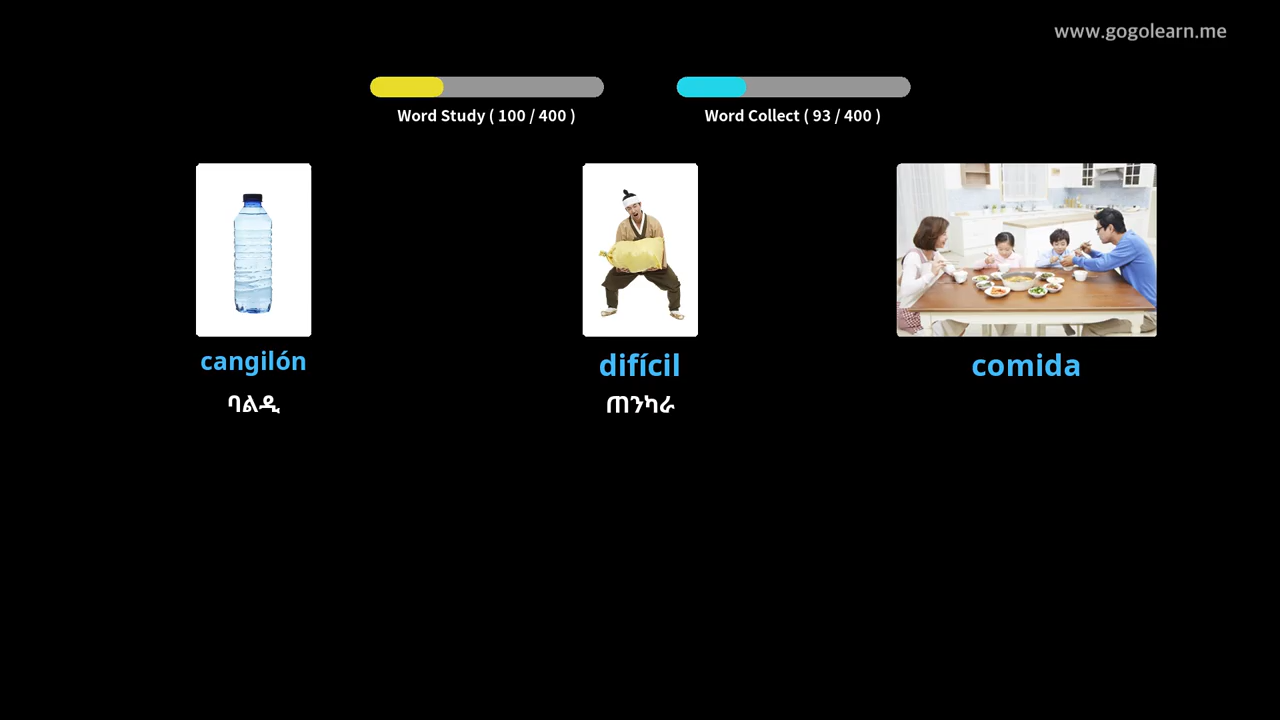 www.gogolearn.me
Word Study ( 100 / 400 )
Word Collect ( 93 / 400 )
cangilón
difícil
comida
ባልዲ
ጠንካራ